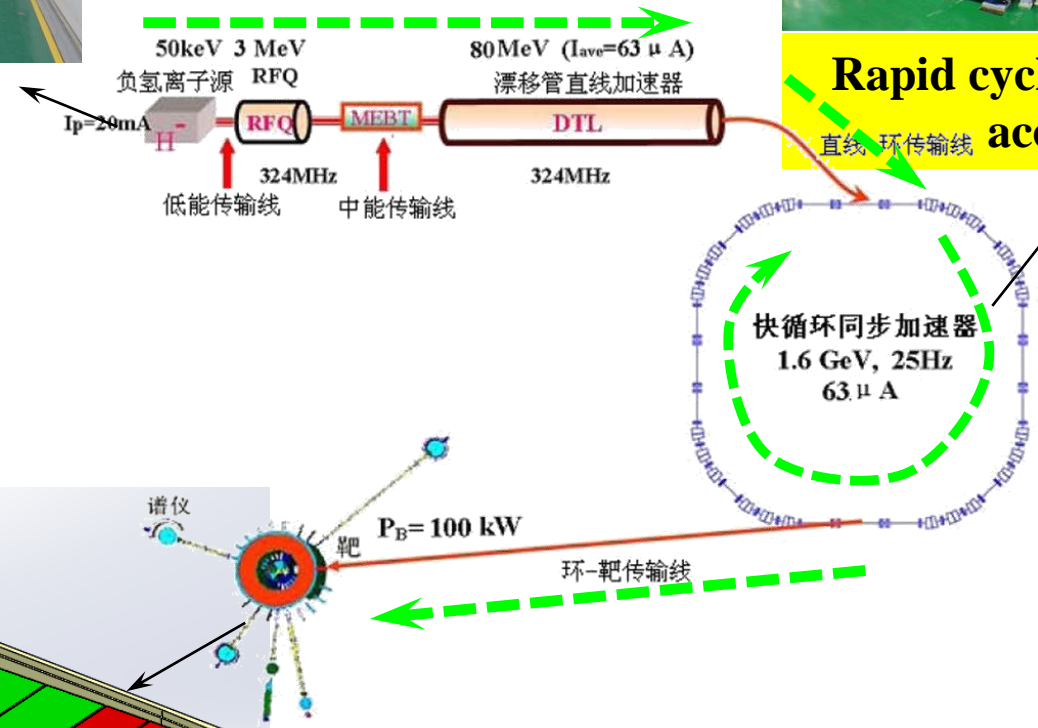 50keV 3 MeV
80MeV (Iave=63 μ A)
负氢离子源 RFQ
漂移管直线加速器
Rapid cyc
Ip=20mA
H-
RFQ
MEBT
DTL
直线 环传输线
acc
324MHz
324MHz
低能传输线
中能传输线
快循环同步加速器
1.6 GeV, 25Hz
63 μ A
谱仪
靶
PB= 100 kW
环-靶传输线